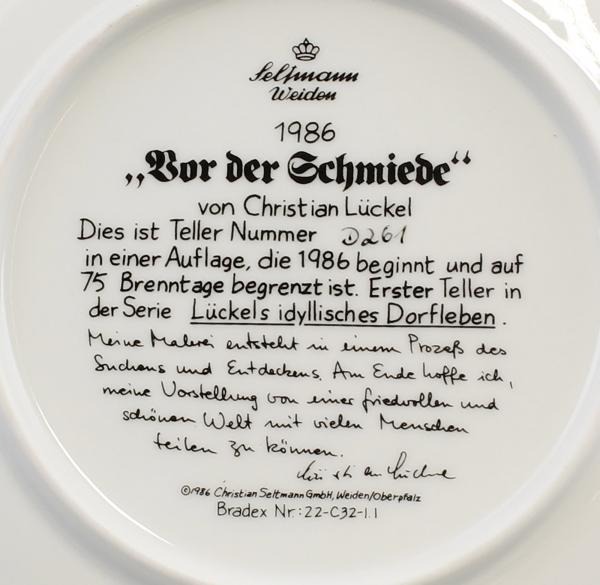 Seltmann
Weiden
1986
„Vor der Schmiede“
von Christian Lückel
Dies ist Teller Nummer D261
in einer Auflage, die 1986 beginnt und auf
75 Brenntage begrenzt ist. Erster Teller in
der Serie Lückels idyllisches Dorfleben.
Meine Malerei entsteht in einem Prozeß des
Suchens und Entdeckens. Am Ende hoffe ich,
meine Vorstellung von einer friedvollen und
schönen Welt mit vielen Menschen
teilen zu können.
Christian Lückel
©1986 Christian Seltmann GmbH, Weiden/Oberpfalz
Bradex Nr.: 22-C32-1.1